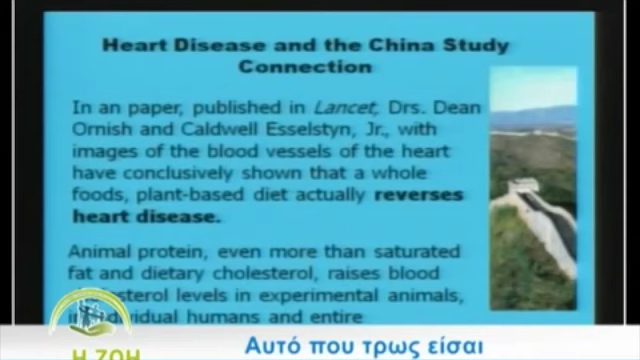 Heart Disease and the China Study
Connection
In an paper, published in Lancet, Drs. Dean
Ornish and Caldwell Esselstyn, Jr., with
images of the blood vessels of the heart
have conclusively shown that a whole
foods, plant-based diet actually reverses
heart disease.
Animal protein, even more than saturated
fat and dietary cholesterol, raises blood
levels in experimental animals,
humans and entire
Η ΖΩΗ
Αυτό που τρως είσαι